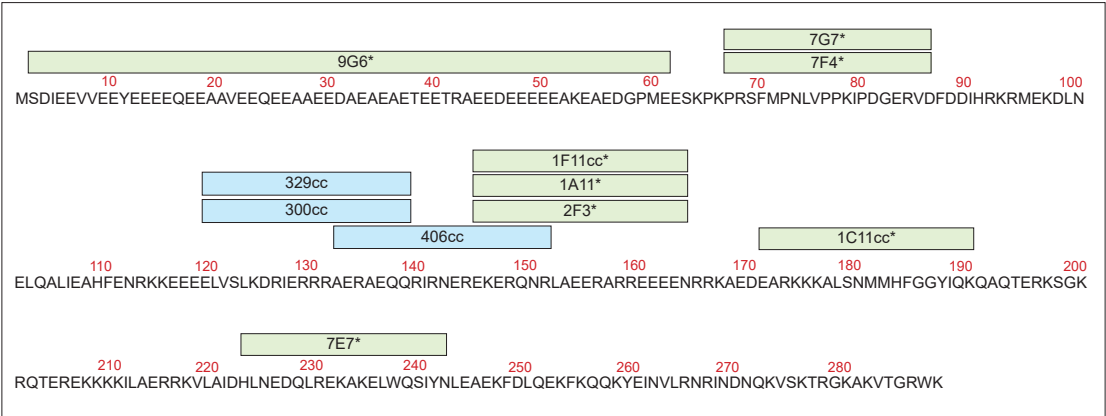 7G7*
9G6* 7F4*
10 20 30 40 50 60 70 80 90 100
MSDIEEVVEEYEEEEQEEAAVEEQEEAAEEDAEAEAETEETRAEEDEEEEEAKEAEDGPMEESKPKPRSFMPNLVPPKIPDGERVDFDDIHRKRMEKDLN
1F11cc*
329cc 1A11*
300cc 2F3*
406cc 1C11cc*
110 120 130 140 150 160 170 180 190 200
ELQALIEAHFENRKKEEEELVSLKDRIERRRAERAEQQRIRNEREKERQNRLAEERARREEEENRRKAEDEARKKKALSNMMHFGGYIQKQAQTERKSGK
7E7*
210 220 230 240 250 260 270 280
RQTEREKKKKILAERRKVLAIDHLNEDQLREKAKELWQSIYNLEAEKFDLQEKFKQQKYEINVLRNRINDNQKVSKTRGKAKVTGRWK